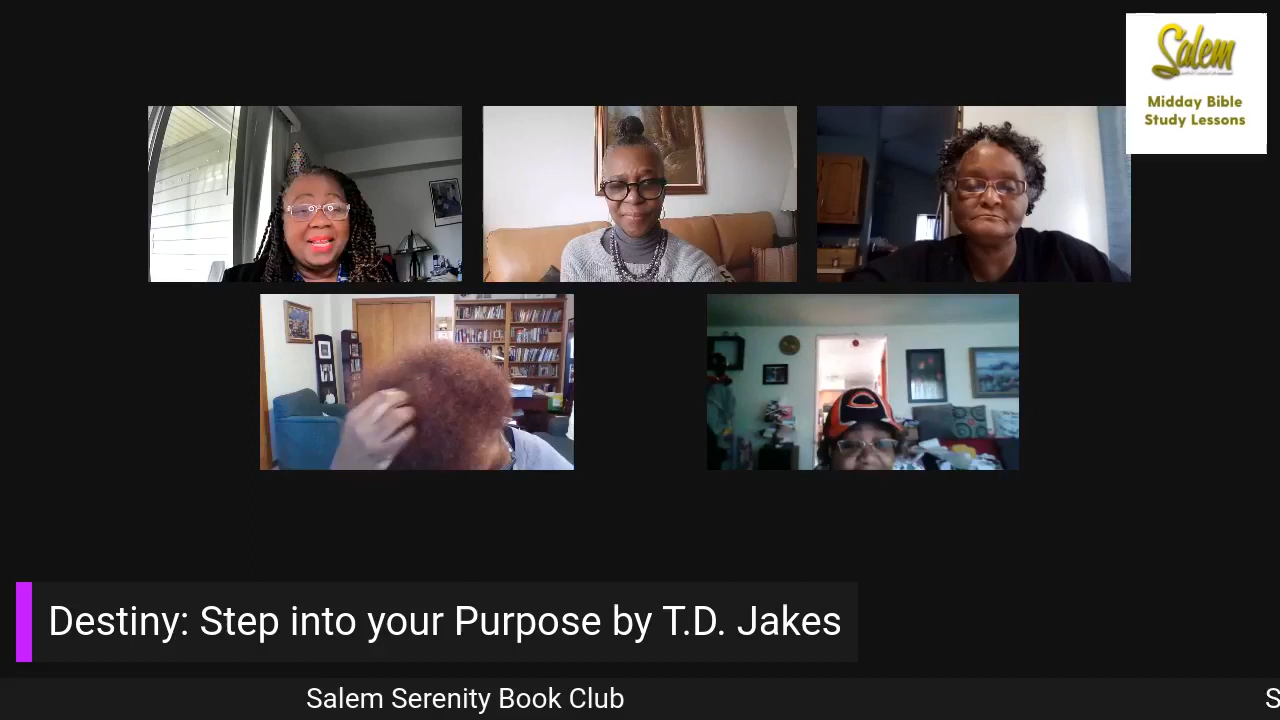 Salem
Midday Bible
Study Lessons
Destiny: Step into your Purpose by T.D. Jakes
Salem Serenity Book Club
S